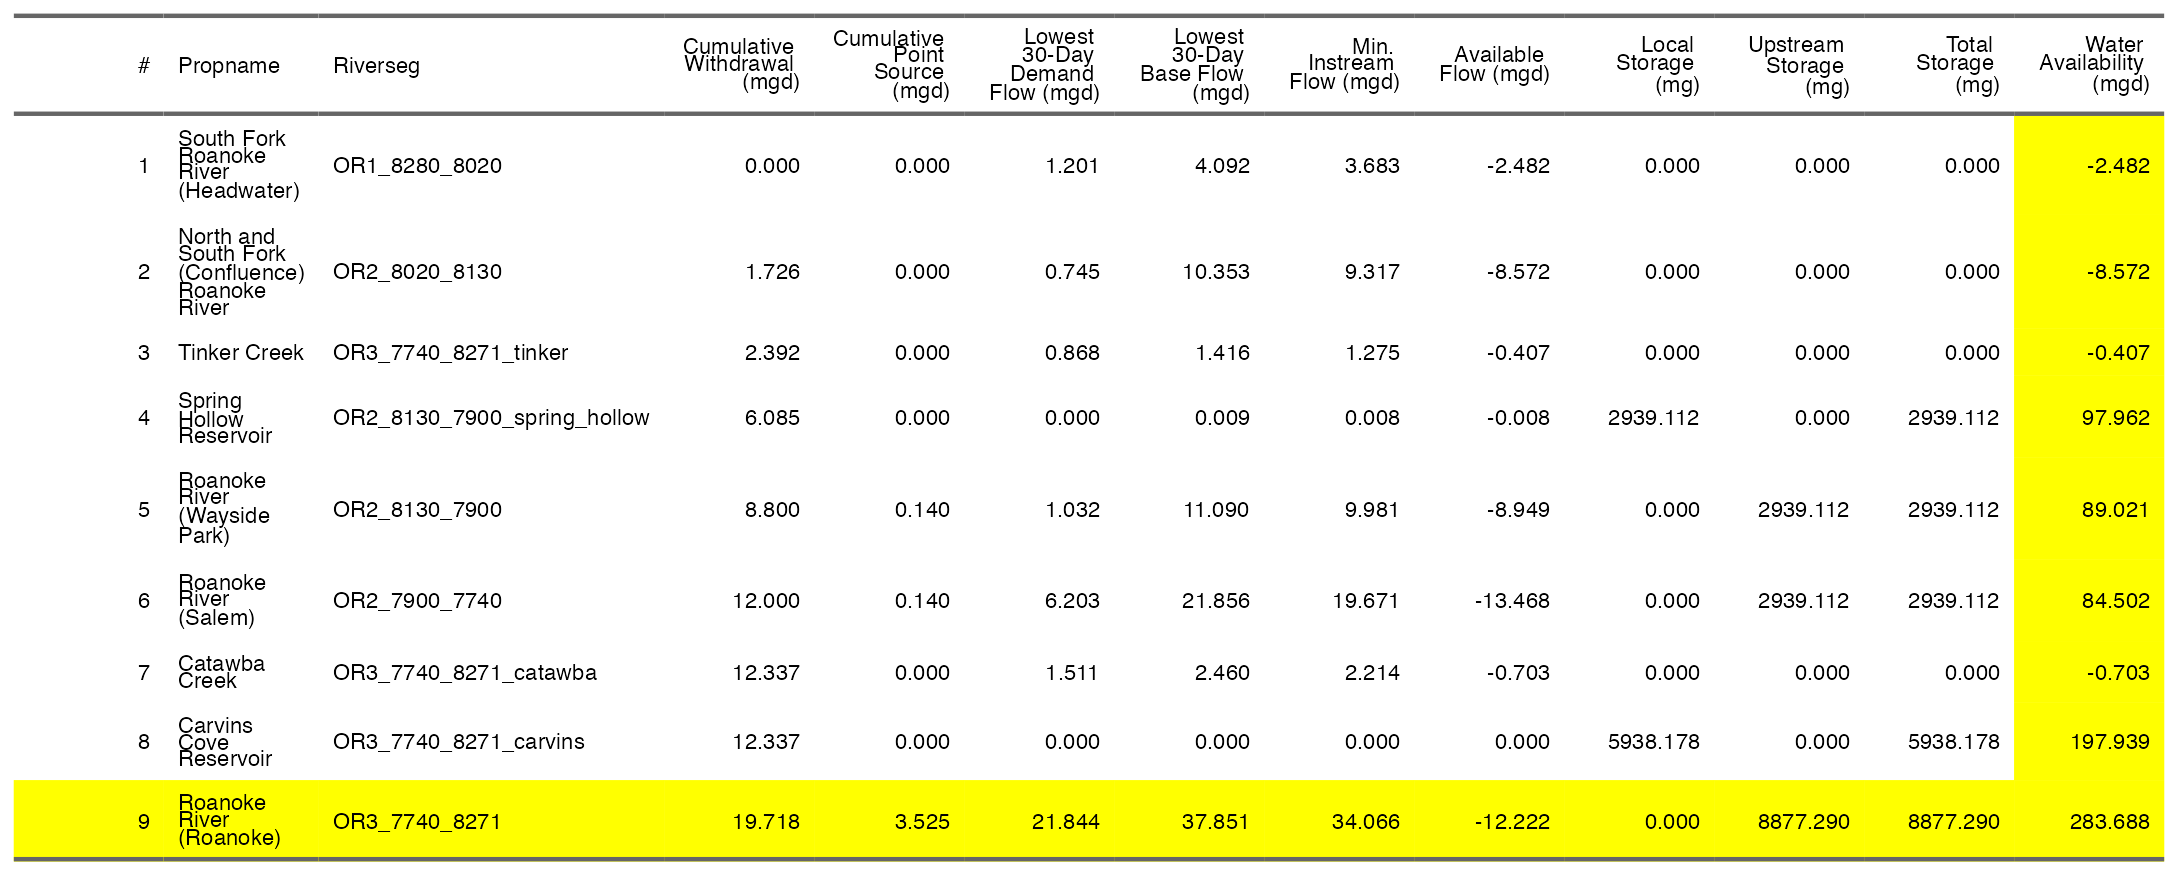 # Propname Riverseg Cumulative Withdrawal (mgd) Cumulative Point Source (mgd) Lowest 30-Day Demand Flow (mgd) Lowest 30-Day Base Flow (mgd) Min. Instream Flow (mgd) Available Flow (mgd) Local Storage (mg) Upstream Storage (mg) Total Storage (mg) Water Availability (mgd)
1 South Fork Roanoke River (Headwater) OR1_8280_8020 0.000 0.000 1.201 4.092 3.683 -2.482 0.000 0.000 0.000 -2.482
2 North and South Fork (Confluence) Roanoke River OR2_8020_8130 1.726 0.000 0.745 10.353 9.317 -8.572 0.000 0.000 0.000 -8.572
3 Tinker Creek OR3_7740_8271_tinker 2.392 0.000 0.868 1.416 1.275 -0.407 0.000 0.000 0.000 -0.407
4 Spring Hollow Reservoir OR2_8130_7900_spring_hollow 6.085 0.000 0.000 0.009 0.008 -0.008 2939.112 0.000 2939.112 97.962
5 Roanoke River (Wayside Park) OR2_8130_7900 8.800 0.140 1.032 11.090 9.981 -8.949 0.000 2939.112 2939.112 89.021
6 Roanoke River (Salem) OR2_7900_7740 12.000 0.140 6.203 21.856 19.671 -13.468 0.000 2939.112 2939.112 84.502
7 Catawba Creek OR3_7740_8271_catawba 12.337 0.000 1.511 2.460 2.214 -0.703 0.000 0.000 0.000 -0.703
8 Carvins Cove Reservoir OR3_7740_8271_carvins 12.337 0.000 0.000 0.000 0.000 0.000 5938.178 0.000 5938.178 197.939
9 Roanoke River (Roanoke) OR3_7740_8271 19.718 3.525 21.844 37.851 34.066 -12.222 0.000 8877.290 8877.290 283.688